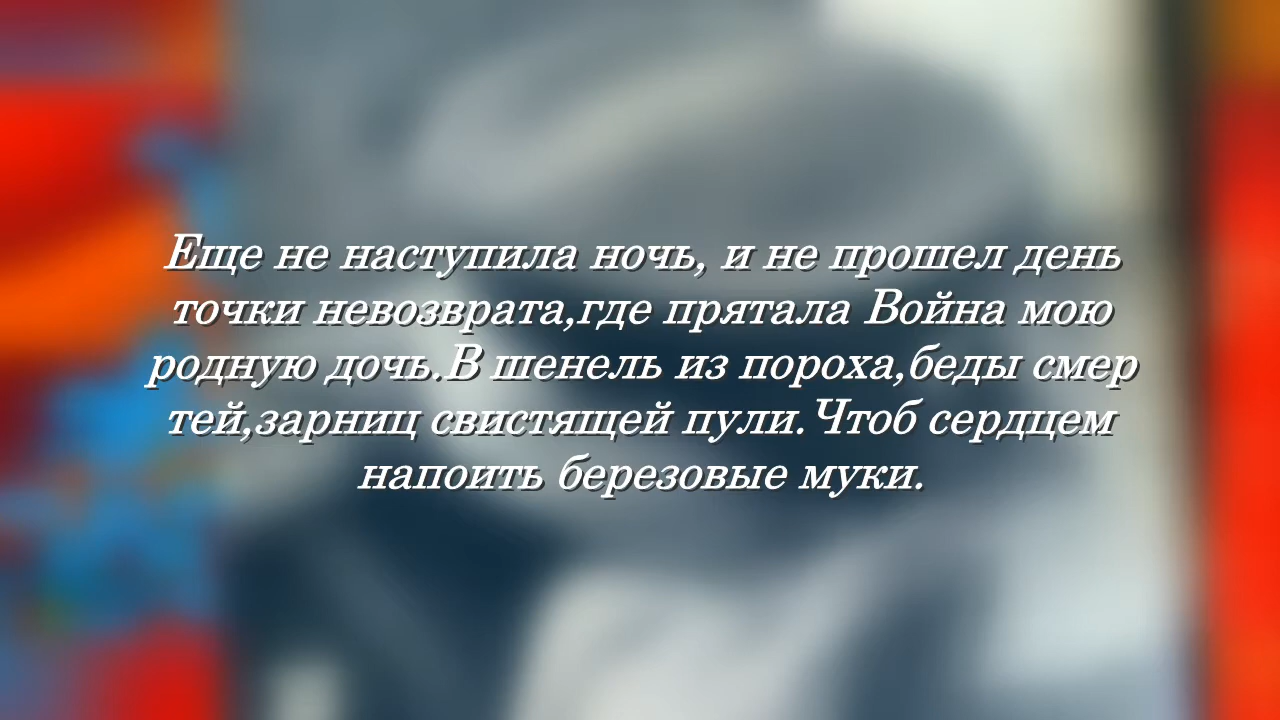 Еще не наступила ночь, и не прошел день
точки невозврата,где прятала Война мою
родную дочь.В шенель из пороха,беды смер
тей,зарниц свистящей пули.Чтоб сердцем
напоить березовые муки.